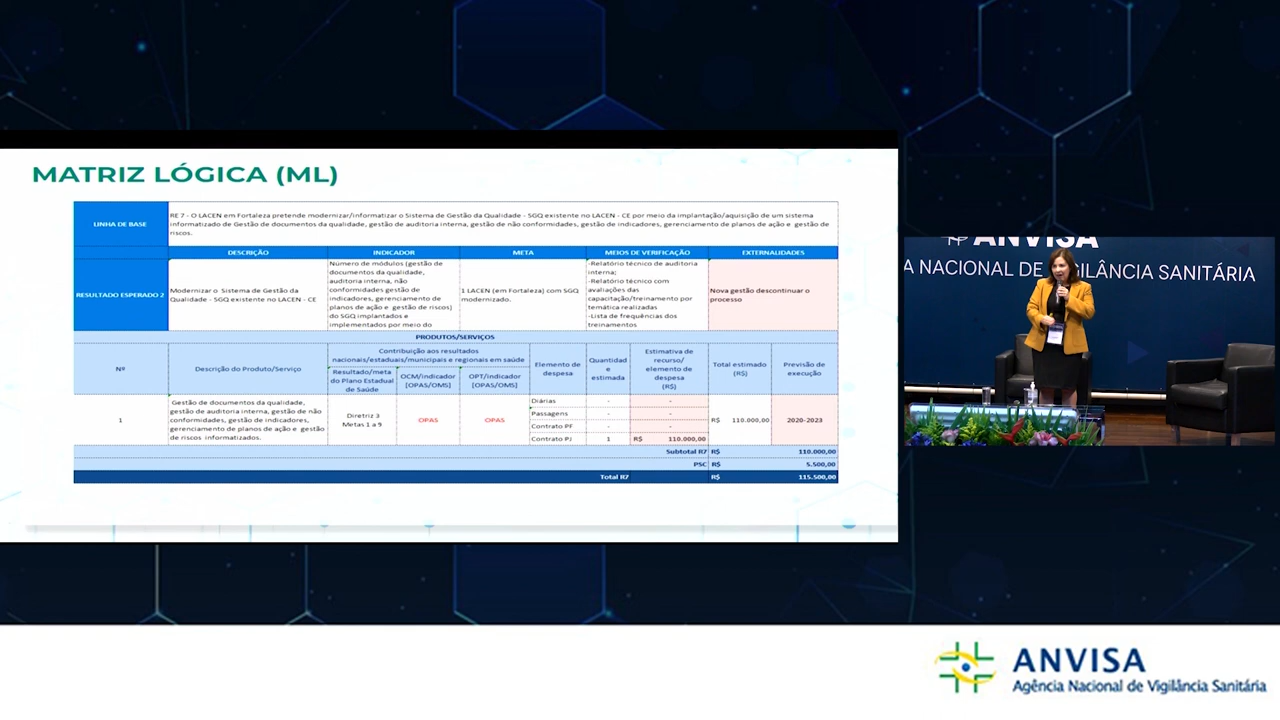 MATRIZ LÓGICA (ML)
LINHA DE BASE
RE 7 - O LACEN em Fortaleza pretende modernizar/informatizar o Sistema de Gestão da Qualidade - SGQ existente no LACEN - CE por meio da implantação/aquisição de um sistema
informatizado de Gestão de documentos da qualidade, gestão de auditoria interna, gestão de não conformidades, gestão de indicadores, gerenciamento de planos de ação e gestão de
riscos.
DESCRIÇÃO INDICADOR META MEIOS DE VERIFICAÇÃO EXTERNALIDADES
RESULTADO ESPERADO 2
Modernizar o Sistema de Gestão da
Qualidade - SGQ existente no LACEN - CE
Número de módulos (gestão de
documentos da qualidade,
auditoria interna, não
conformidades gestão de
indicadores, gerenciamento de
planos de ação e gestão de riscos)
do SGQ implantados e
implementados por meio do
1 LACEN (em Fortaleza) com SGQ
modernizado.
-Relatório técnico de auditoria
interna;
-Relatório técnico com
avaliações das
capacitação/treinamento por
temática realizadas
-Lista de frequências dos
treinamentos
Nova gestão descontinuar o
processo
PRODUTOS/SERVIÇOS
Nº
Descrição do Produto/Serviço
Contribuição aos resultados
nacionais/estaduais/municipais e regionais em saúde
Resultado/meta
do Plano Estadual
de Saúde
OCM/indicador
[OPAS/OMS]
OPT/indicador
[OPAS/OMS]
Elemento de
despesa
Quantidad
e
estimada
Estimativa de
recurso/
elemento de
despesa
(R$)
Total estimado
(R$)
Previsão de
execução
1
Gestão de documentos da qualidade,
gestão de auditoria interna, gestão de não
conformidades, gestão de indicadores,
gerenciamento de planos de ação e gestão
de riscos informatizados.
Diretriz 3
Metas 1 a 9
OPAS
OPAS
Diárias - -
Passagens - -
Contrato PF - -
Contrato PJ 1 R$ 110.000,00
R$ 110.000,00
2020-2023
Subtotal R7 R$ 110.000,00
PSC R$ 5.500,00
Total R7 R$ 115.500,00
ANVISA
A NACIONAL DE VIGILÂNCIA SANITÁRIA
ANVISA
Agência Nacional de Vigilância Sanitária